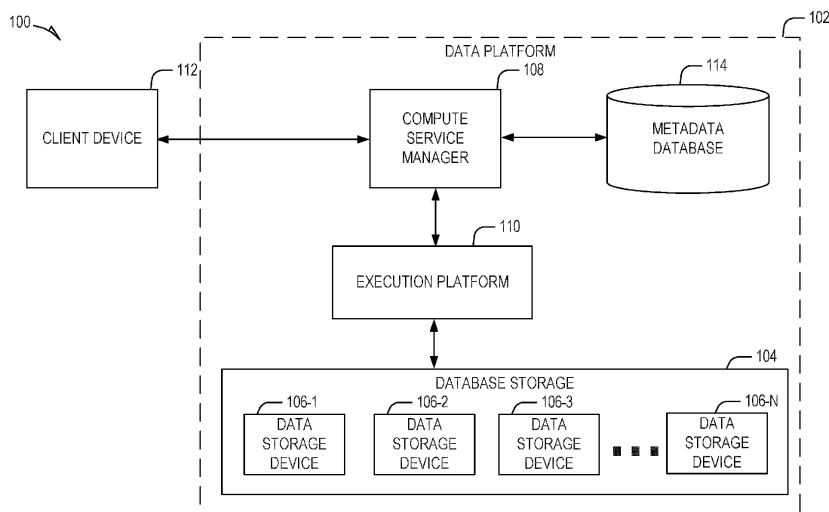 100
102
DATA PLATFORM
112
108
114
CLIENT DEVICE
COMPUTE
SERVICE
MANAGER
METADATA
DATABASE
110
EXECUTION PLATFORM
104
DATABASE STORAGE
106-1
106-2
106-3
106-N
DATA
STORAGE
DEVICE
DATA
STORAGE
DEVICE
DATA
STORAGE
DEVICE
DATA
STORAGE
DEVICE